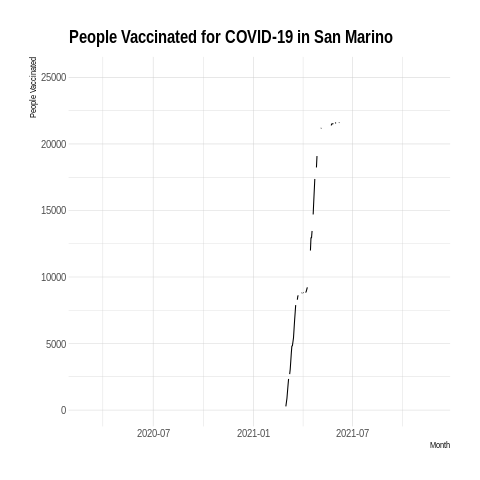 People Vaccinated for COVID-19 in San Marino
People Vaccinated
25000
20000
15000
10000
5000
0
2020-07 2021-01 2021-07
Month